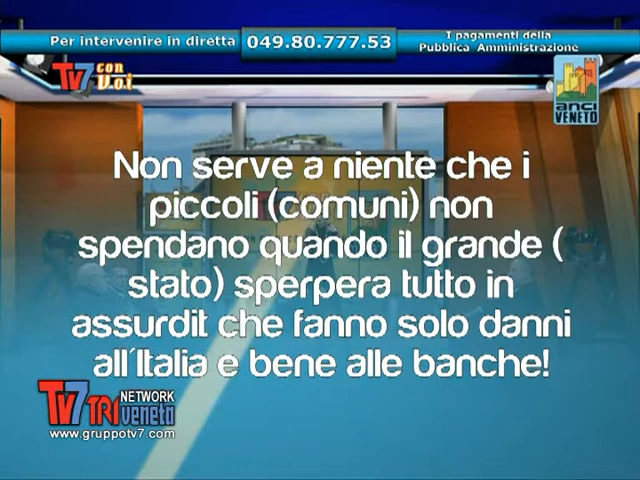 Per intervenire in diretta 049.80.777.53 I pagamenti della
Pubblica Amministrazione
TV7 con
V.o.i
anci
VENETO
Non serve a niente che i
piccoli (comuni) non
spendano quando il grande (
stato) sperpera tutto in
assurdit che fanno solo danni
all'Italia e bene alle banche!
TV7 TRI NETWORK
veneta
www.gruppotv7.com